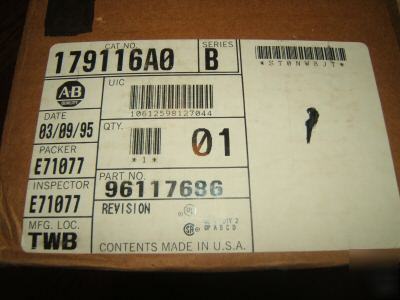 CAT NO.
179116A0
SERIES
B
*ST0NW8J7*
AB
UIC
10612598127044
DATE
03/09/95
QTY.
*1*
01
PACKER
E71077
PART NO.
96117686
INSPECTOR
E71077
REVISION
MFG. LOC.
TWB
CONTENTS MADE IN U.S.A.